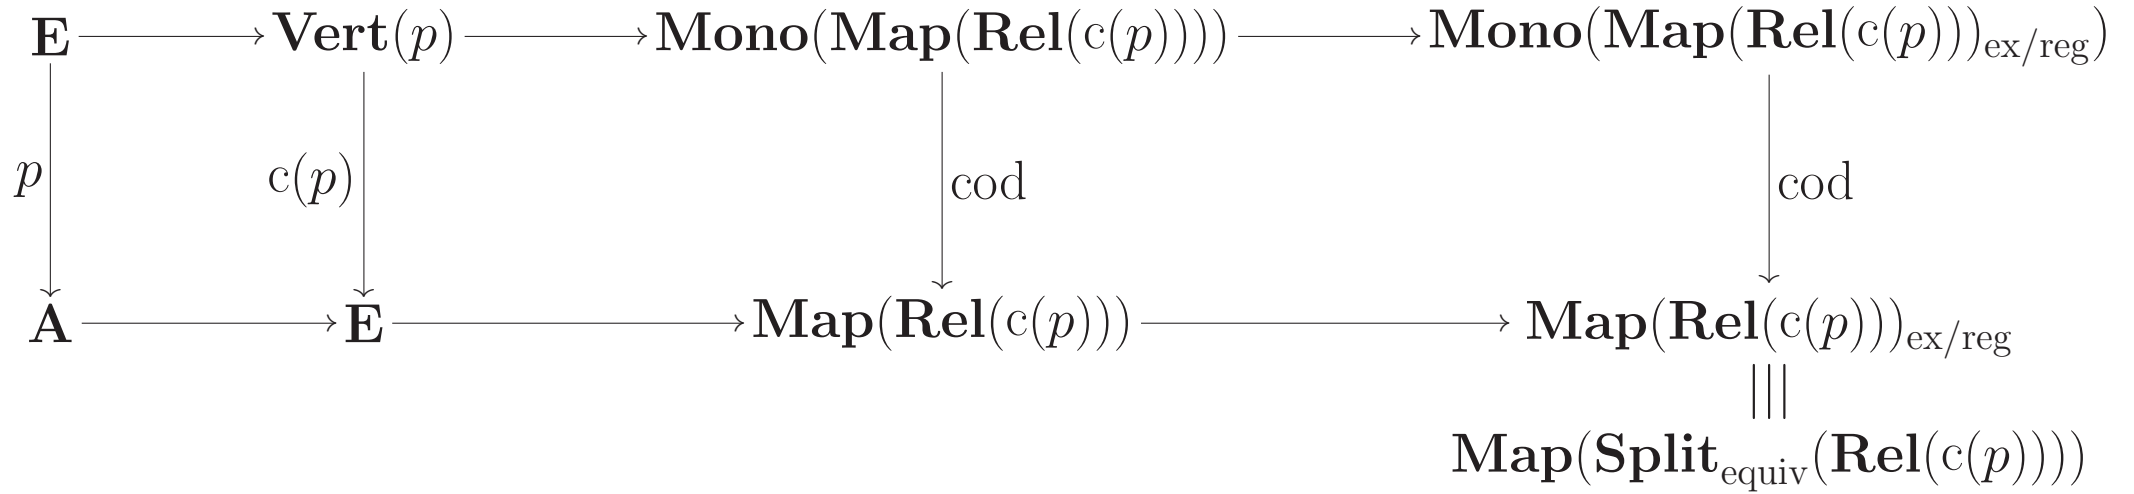 E Vert(p) Mono(Map(Rel(c(p)))) Mono(Map(Rel(c(p)))ex/reg)
p c(p) cod cod
A E Map(Rel(c(p))) Map(Rel(c(p)))ex/reg
Map(Splitequiv(Rel(c(p))))